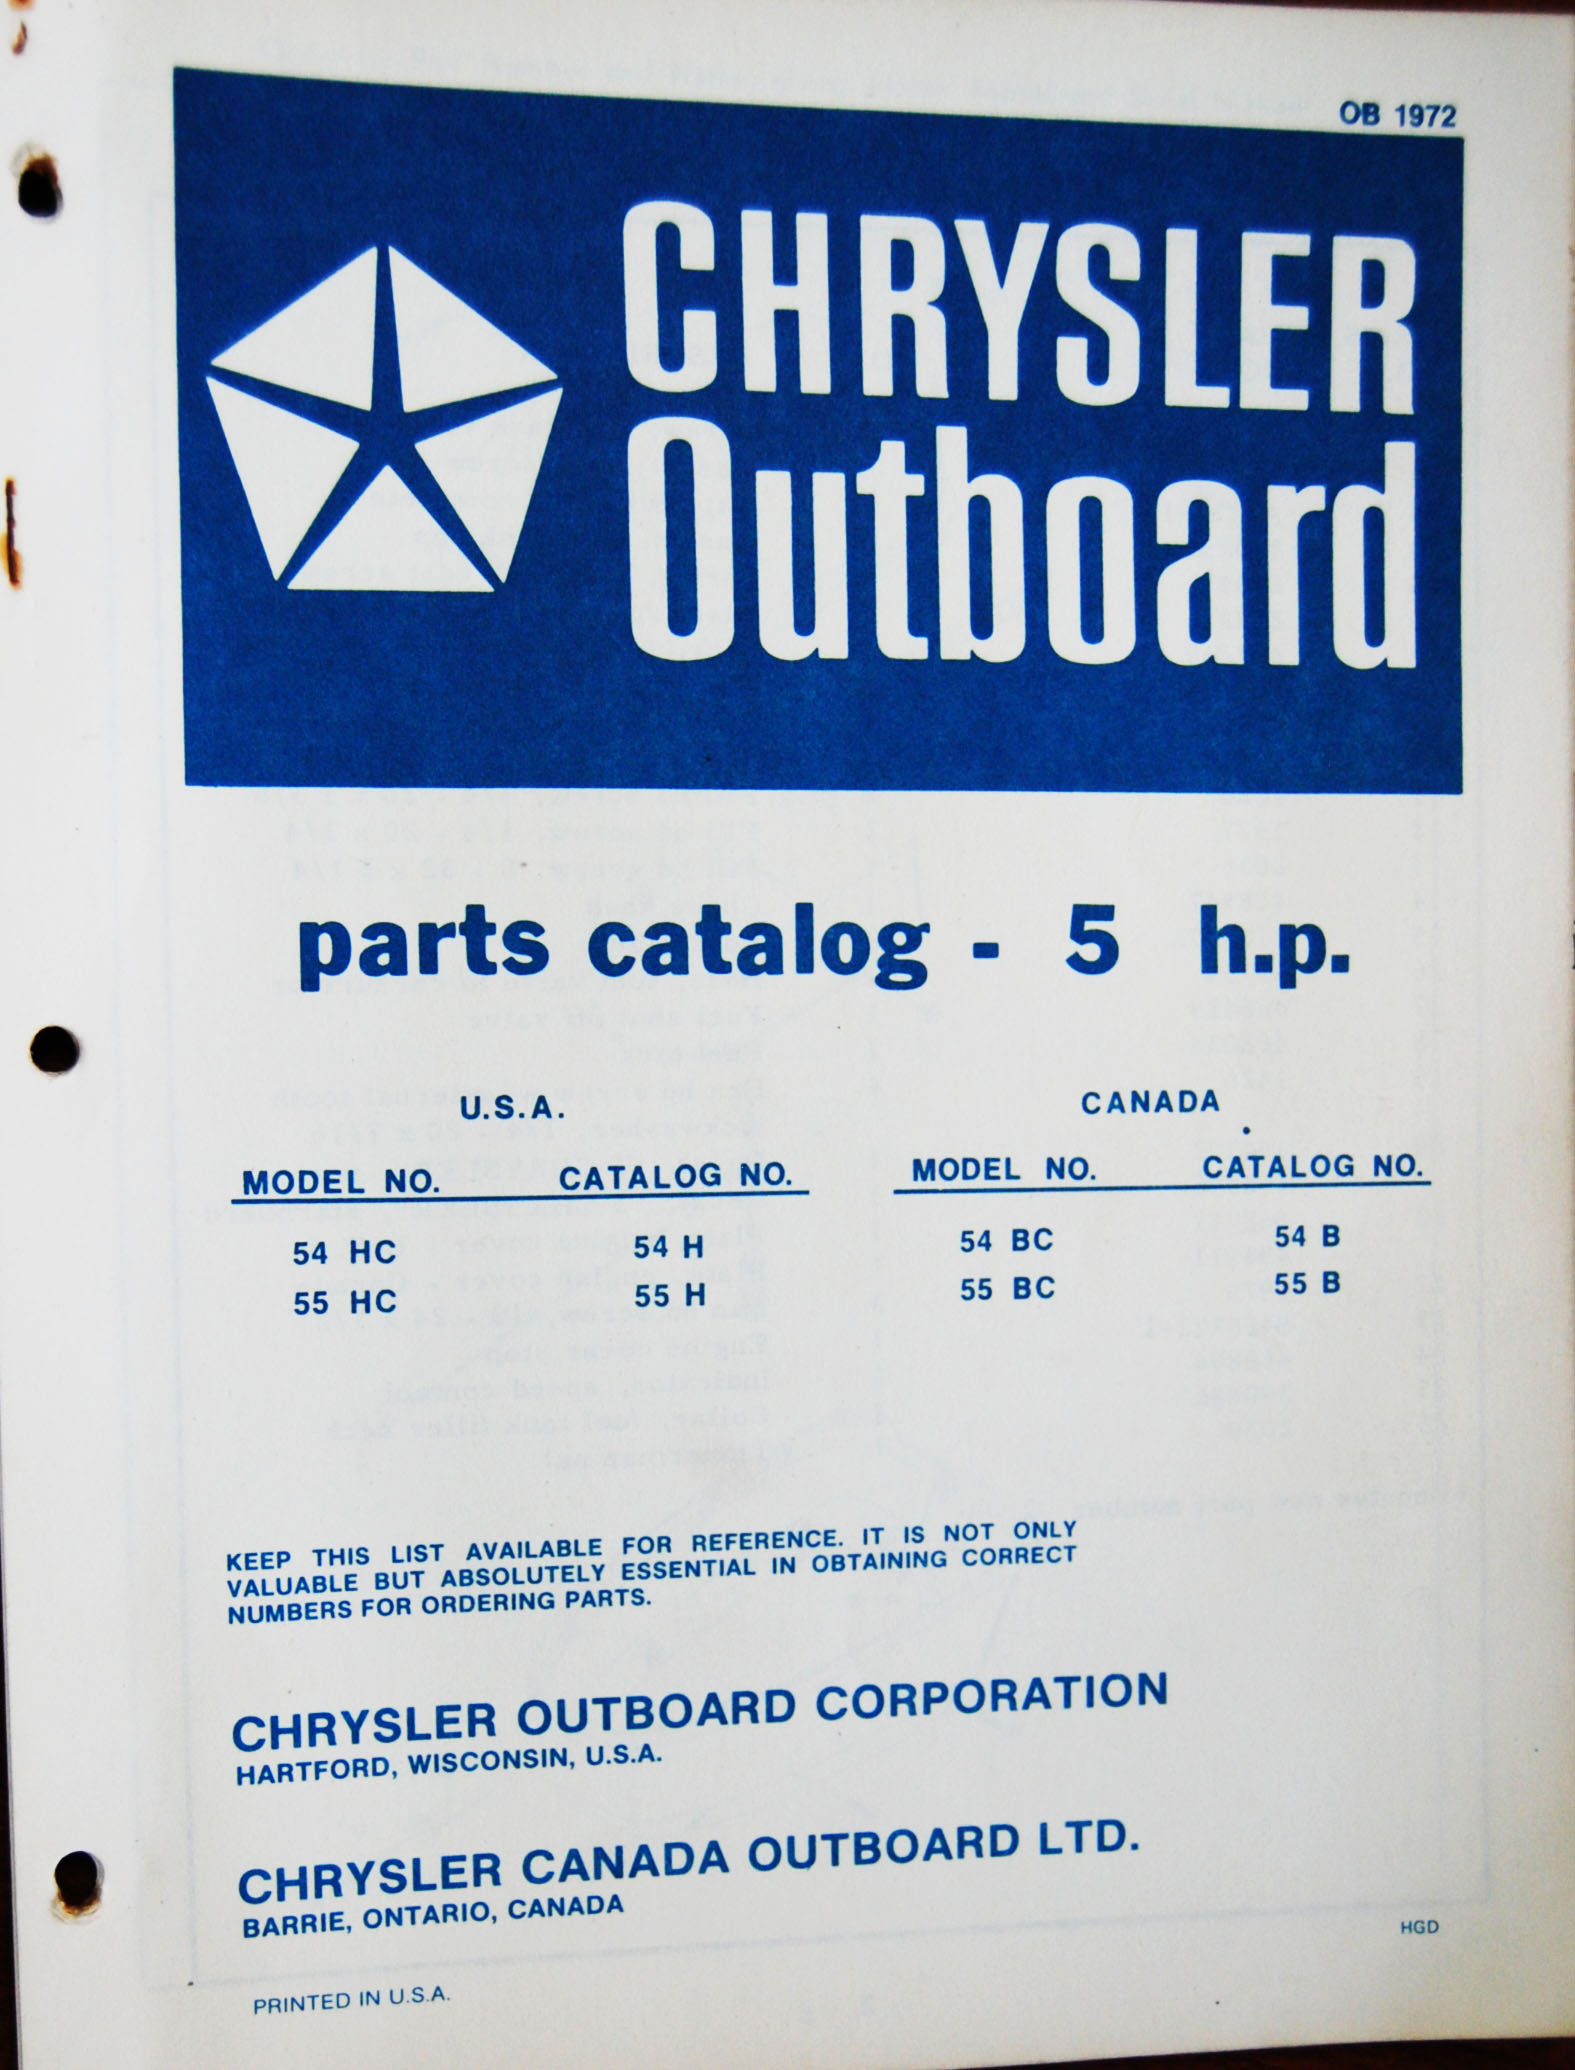 OB 1972
CHRYSLER
Outboard
parts catalog - 5 h.p.
U.S.A.
MODEL NO. CATALOG NO.
54 HC 54 H
55 HC 55 H
CANADA
MODEL NO. CATALOG NO.
54 BC 54 B
55 BC 55 B
KEEP THIS LIST AVAILABLE FOR REFERENCE. IT IS NOT ONLY
VALUABLE BUT ABSOLUTELY ESSENTIAL IN OBTAINING CORRECT
NUMBERS FOR ORDERING PARTS.
CHRYSLER OUTBOARD CORPORATION
HARTFORD, WISCONSIN, U.S.A.
CHRYSLER CANADA OUTBOARD LTD.
BARRIE, ONTARIO, CANADA
HGD
PRINTED IN U.S.A.